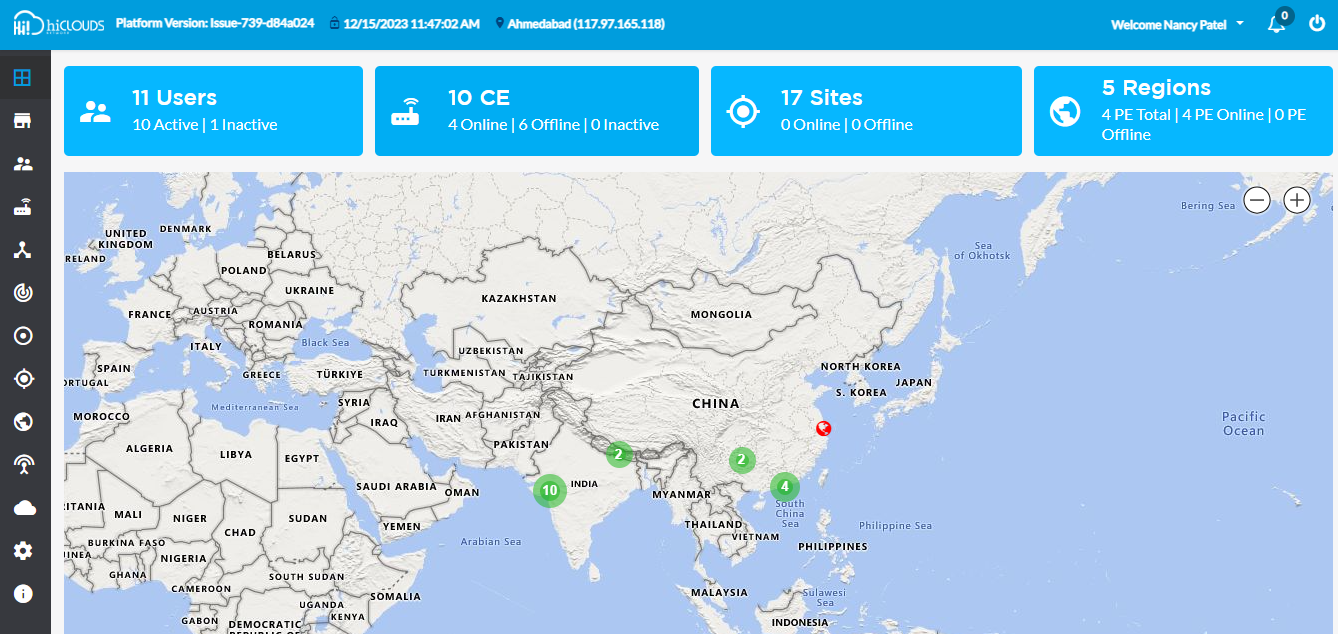 hiCLOUDS
NETWORK
Platform Version: Issue-739-d84a024
12/15/2023 11:47:02 AM
Ahmedabad (117.97.165.118)
Welcome Nancy Patel
0
11 Users
10 Active | 1 Inactive
10 CE
4 Online | 6 Offline | 0 Inactive
17 Sites
0 Online | 0 Offline
5 Regions
4 PE Total | 4 PE Online | 0 PE
Offline
Bering Sea
UNITED
KINGDOM
DENMARK
RELAND
BELARUS
POLAND
UKRAINE
Sea
of Okhotsk
KAZAKHSTAN
FRANCE
AUSTRIA
ROMANIA
MONGOLIA
ITALY
Black Sea
UZBEKISTAN
SPAIN
ORTUGAL
GREECE
TÜRKIYE
TURKMENISTAN
TAJIKISTAN
NORTH KOREA
JAPAN
S. KOREA
MOROCCO
Mediterranean Sea
SYRIA
IRAQ
IRAN
AFGHANISTAN
CHINA
Pacific
Ocean
ALGERIA
LIBYA
EGYPT
PAKISTAN
2
2
SAUDI ARABIA
OMAN
10
INDIA
MYANMAR
4
South
China
Sea
RITANIA
MALI
NIGER
CHAD
SUDAN
YEMEN
THAILAND
VIETNAM
Philippine Sea
PHILIPPINES
Arabian Sea
BURKINA FASO
INEA
NIGERIA
GHANA
CAMEROON
SOUTH SUDAN
SOMALIA
UGANDA
KENYA
GABON
DEMOCRATIC
REPUBLIC OF
MALAYSIA
Sulawesi
Sea
INDONESIA